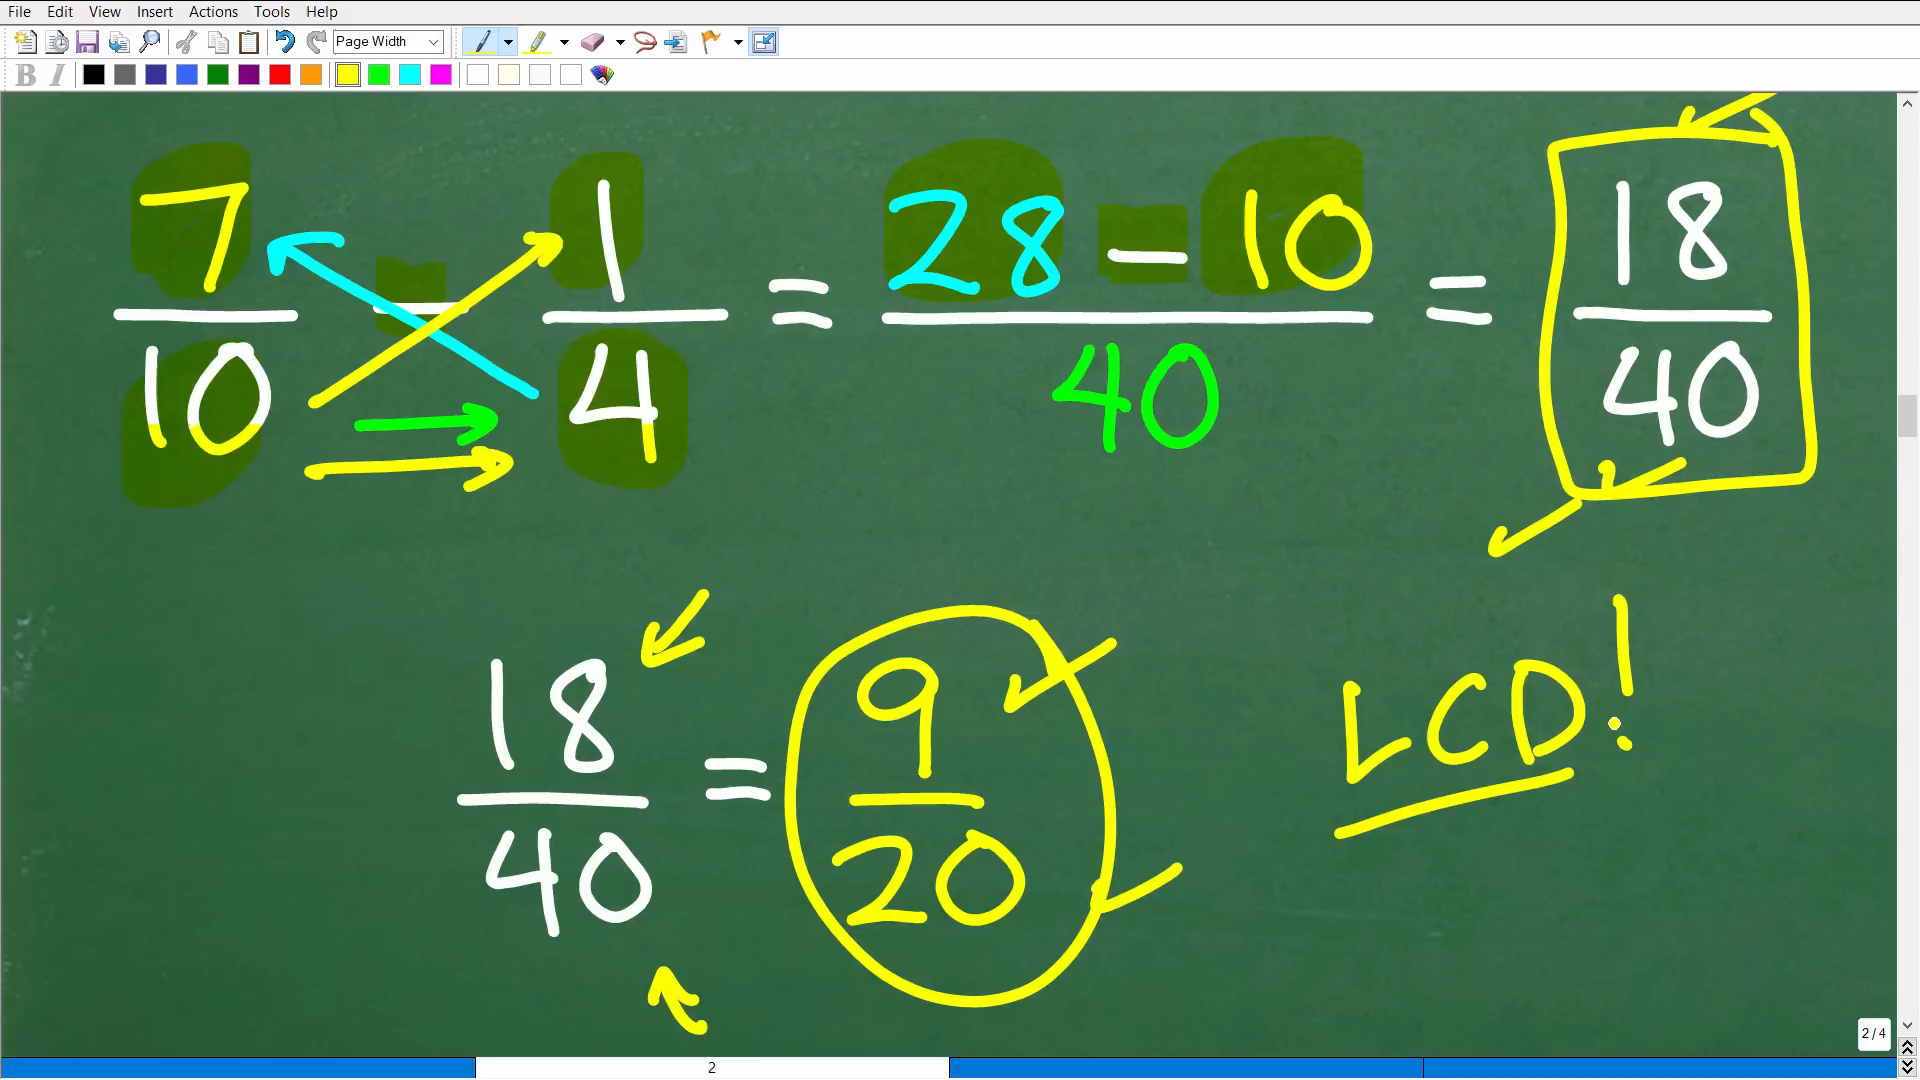 File Edit View Insert Actions Tools Help
Page Width
B I
7/10 - 1/4 = 28 - 10/40 = 18/40
18/40 = 9/20
LCD!
2 / 4
2